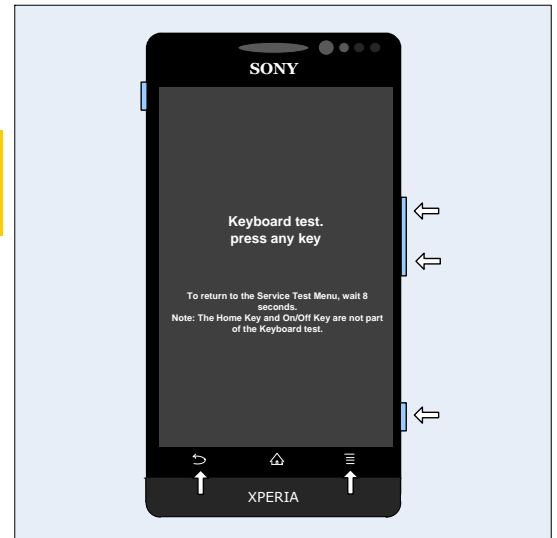 SONY
Keyboard test.
press any key
To return to the Service Test Menu, wait 8
seconds.
Note: The Home Key and On/Off Key are not part
of the Keyboard test.
XPERIA